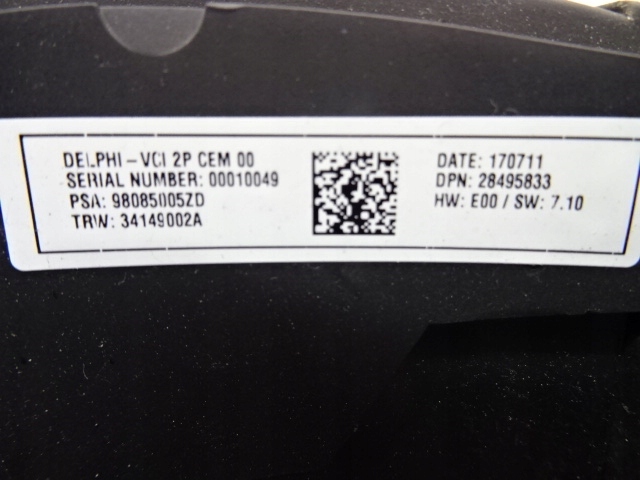 DELPHI - VCI 2P CEM 00
SERIAL NUMBER: 00010049
PSA: 98085005ZD
TRW: 34149002A
DATE: 170711
DPN: 28495833
HW: E00 / SW: 7.10